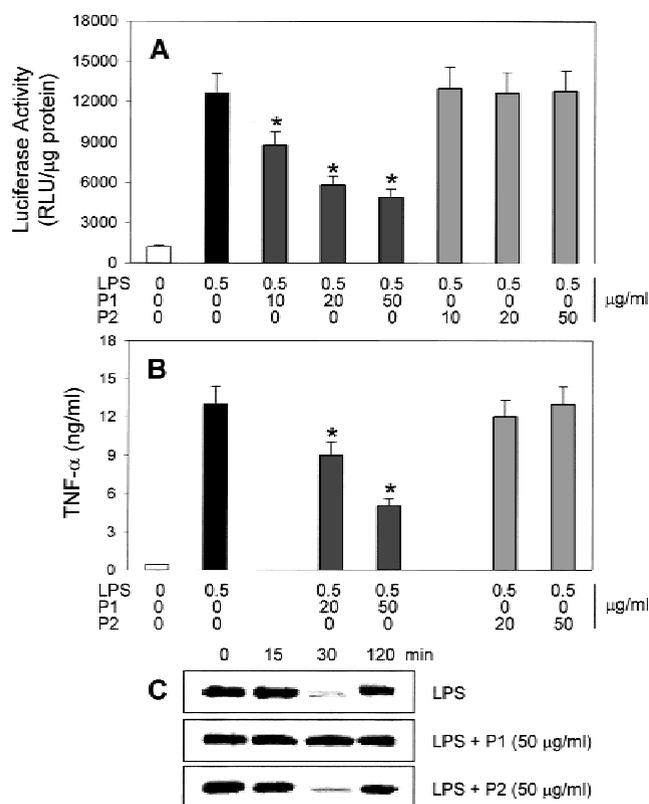 A
Luciferase Activity
(RLU/µg protein)
18000
15000
12000
9000
6000
3000
0
* * *
LPS 0 0.5 0.5 0.5 0.5 0.5 0.5 0.5
P1 0 0 10 20 50 0 0 0 µg/ml
P2 0 0 0 0 0 10 20 50
B
TNF-α (ng/ml)
18
15
12
9
6
3
0
* *
LPS 0 0.5 0.5 0.5 0.5 0.5
P1 0 0 20 50 0 0 µg/ml
P2 0 0 0 0 20 50
0 15 30 120 min
C LPS
LPS + P1 (50 µg/ml)
LPS + P2 (50 µg/ml)